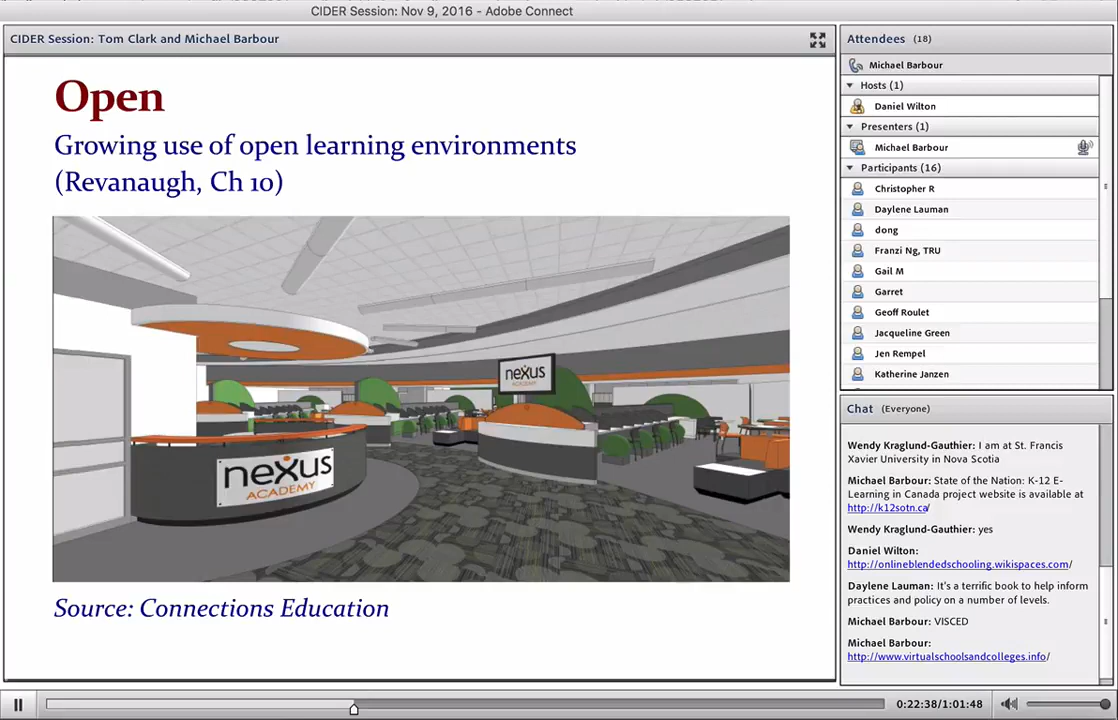 CIDER Session: Nov 9, 2016 - Adobe Connect
CIDER Session: Tom Clark and Michael Barbour
Open
Growing use of open learning environments
(Revanaugh, Ch 10)
nexus
ACADEMY
nexus
ACADEMY
Source: Connections Education
Attendees (18)
Michael Barbour
Hosts (1)
Daniel Wilton
Presenters (1)
Michael Barbour
Participants (16)
Christopher R
Daylene Lauman
dong
Franzi Ng, TRU
Gail M
Garret
Geoff Roulet
Jacqueline Green
Jen Rempel
Katherine Janzen
Chat (Everyone)
Wendy Kraglund-Gauthier: I am at St. Francis
Xavier University in Nova Scotia
Michael Barbour: State of the Nation: K-12 E-
Learning in Canada project website is available at
http://k12sotn.ca/
Wendy Kraglund-Gauthier: yes
Daniel Wilton:
http://onlineblendedschooling.wikispaces.com/
Daylene Lauman: It's a terrific book to help inform
practices and policy on a number of levels.
Michael Barbour: VISCED
Michael Barbour:
http://www.virtualschoolsandcolleges.info/
0:22:38/1:01:48